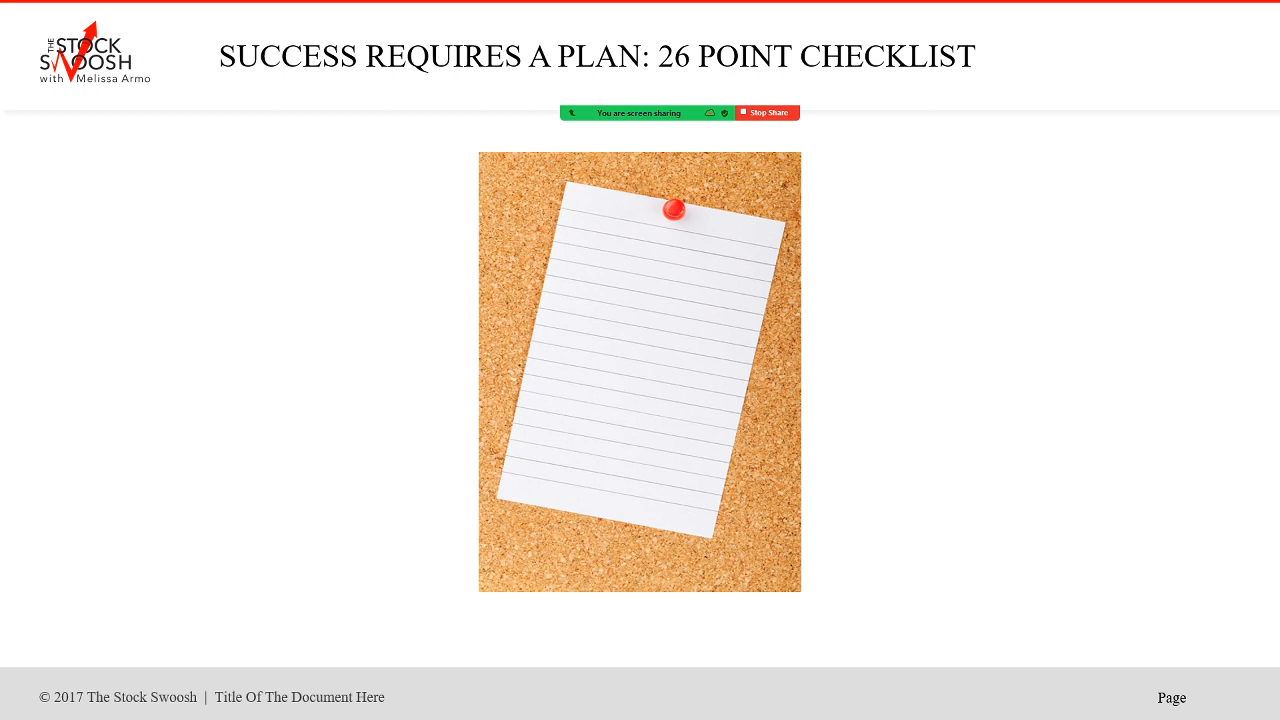 THE
STOCK
SWOOSH
with Melissa Armo
SUCCESS REQUIRES A PLAN: 26 POINT CHECKLIST
You are screen sharing
Stop Share
© 2017 The Stock Swoosh | Title Of The Document Here
Page